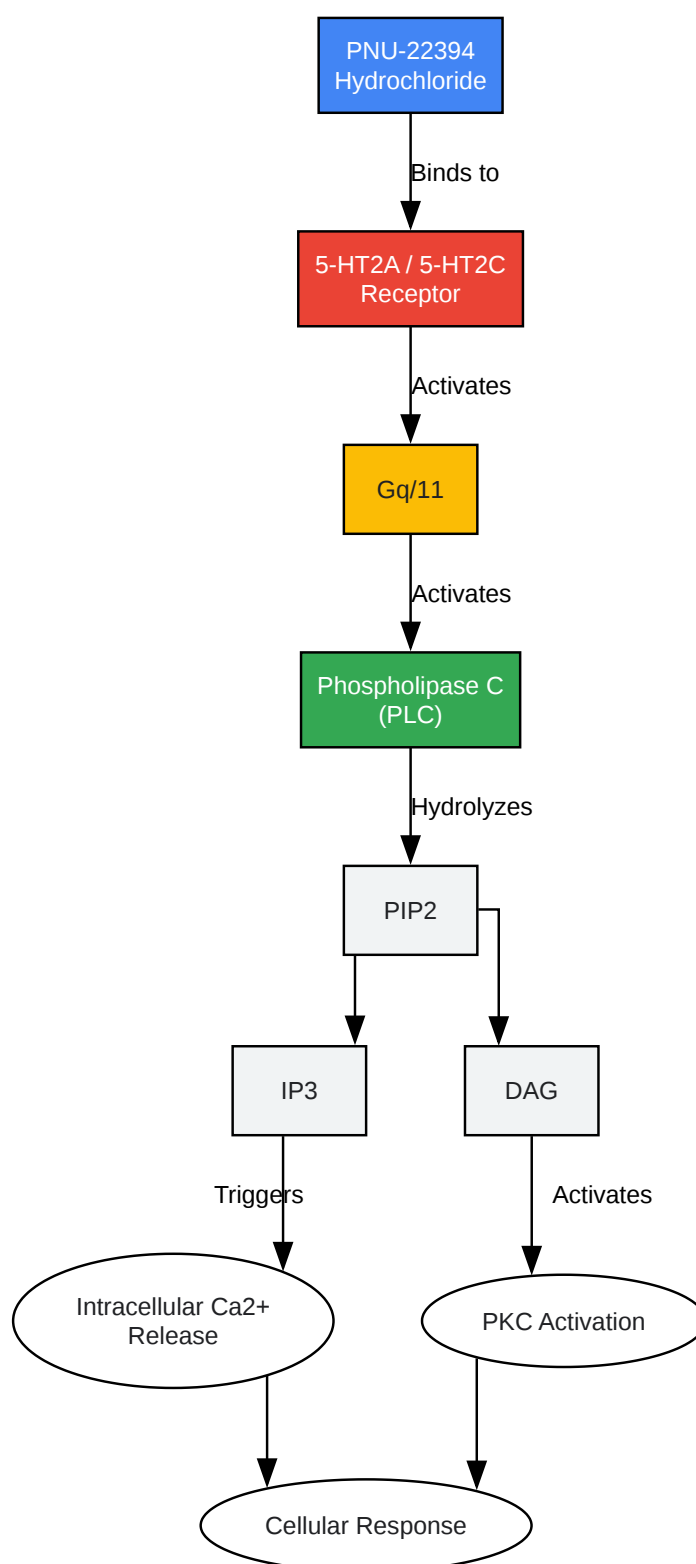 PNU-22394
Hydrochloride
Binds to
5-HT2A / 5-HT2C
Receptor
Activates
Gq/11
Activates
Phospholipase C
(PLC)
Hydrolyzes
PIP2
IP3
DAG
Triggers
Activates
Intracellular Ca2+
Release
PKC Activation
Cellular Response